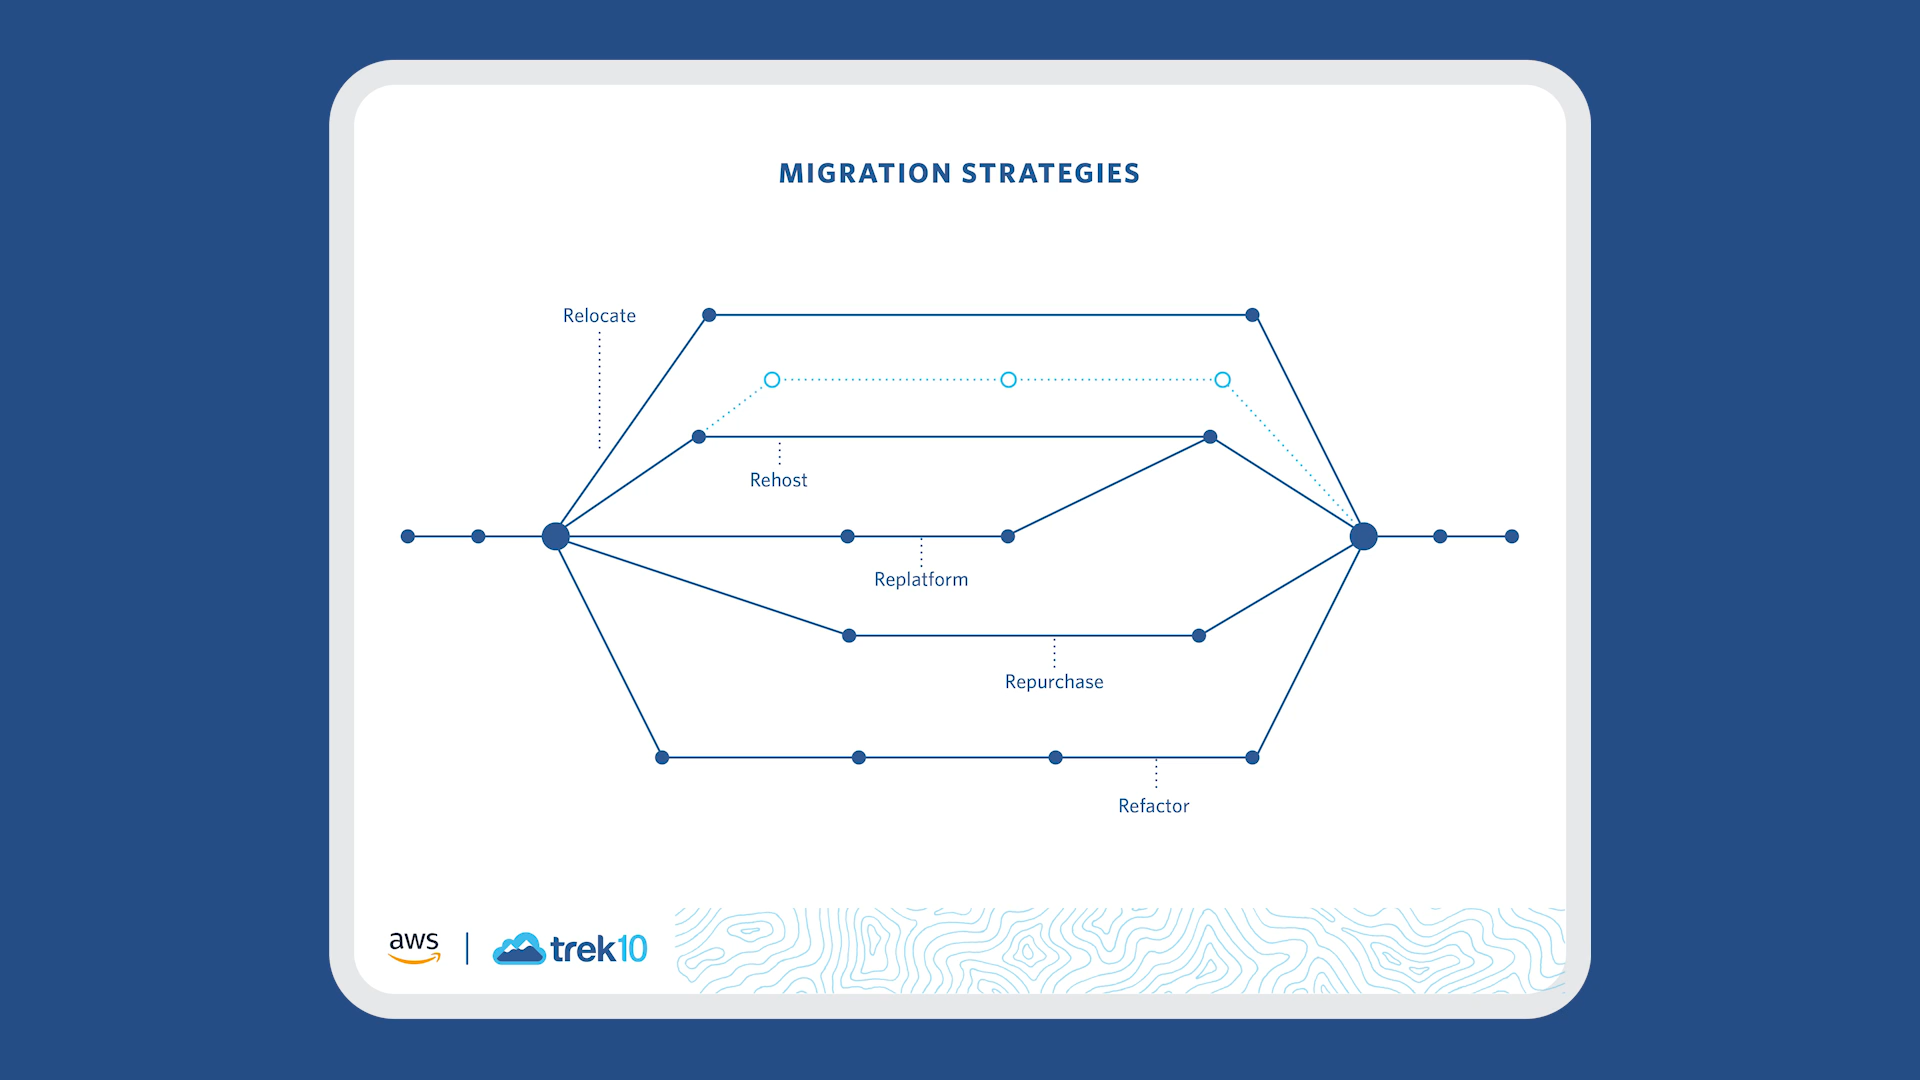 MIGRATION STRATEGIES
Relocate
Rehost
Replatform
Repurchase
Refactor
aws
trek10